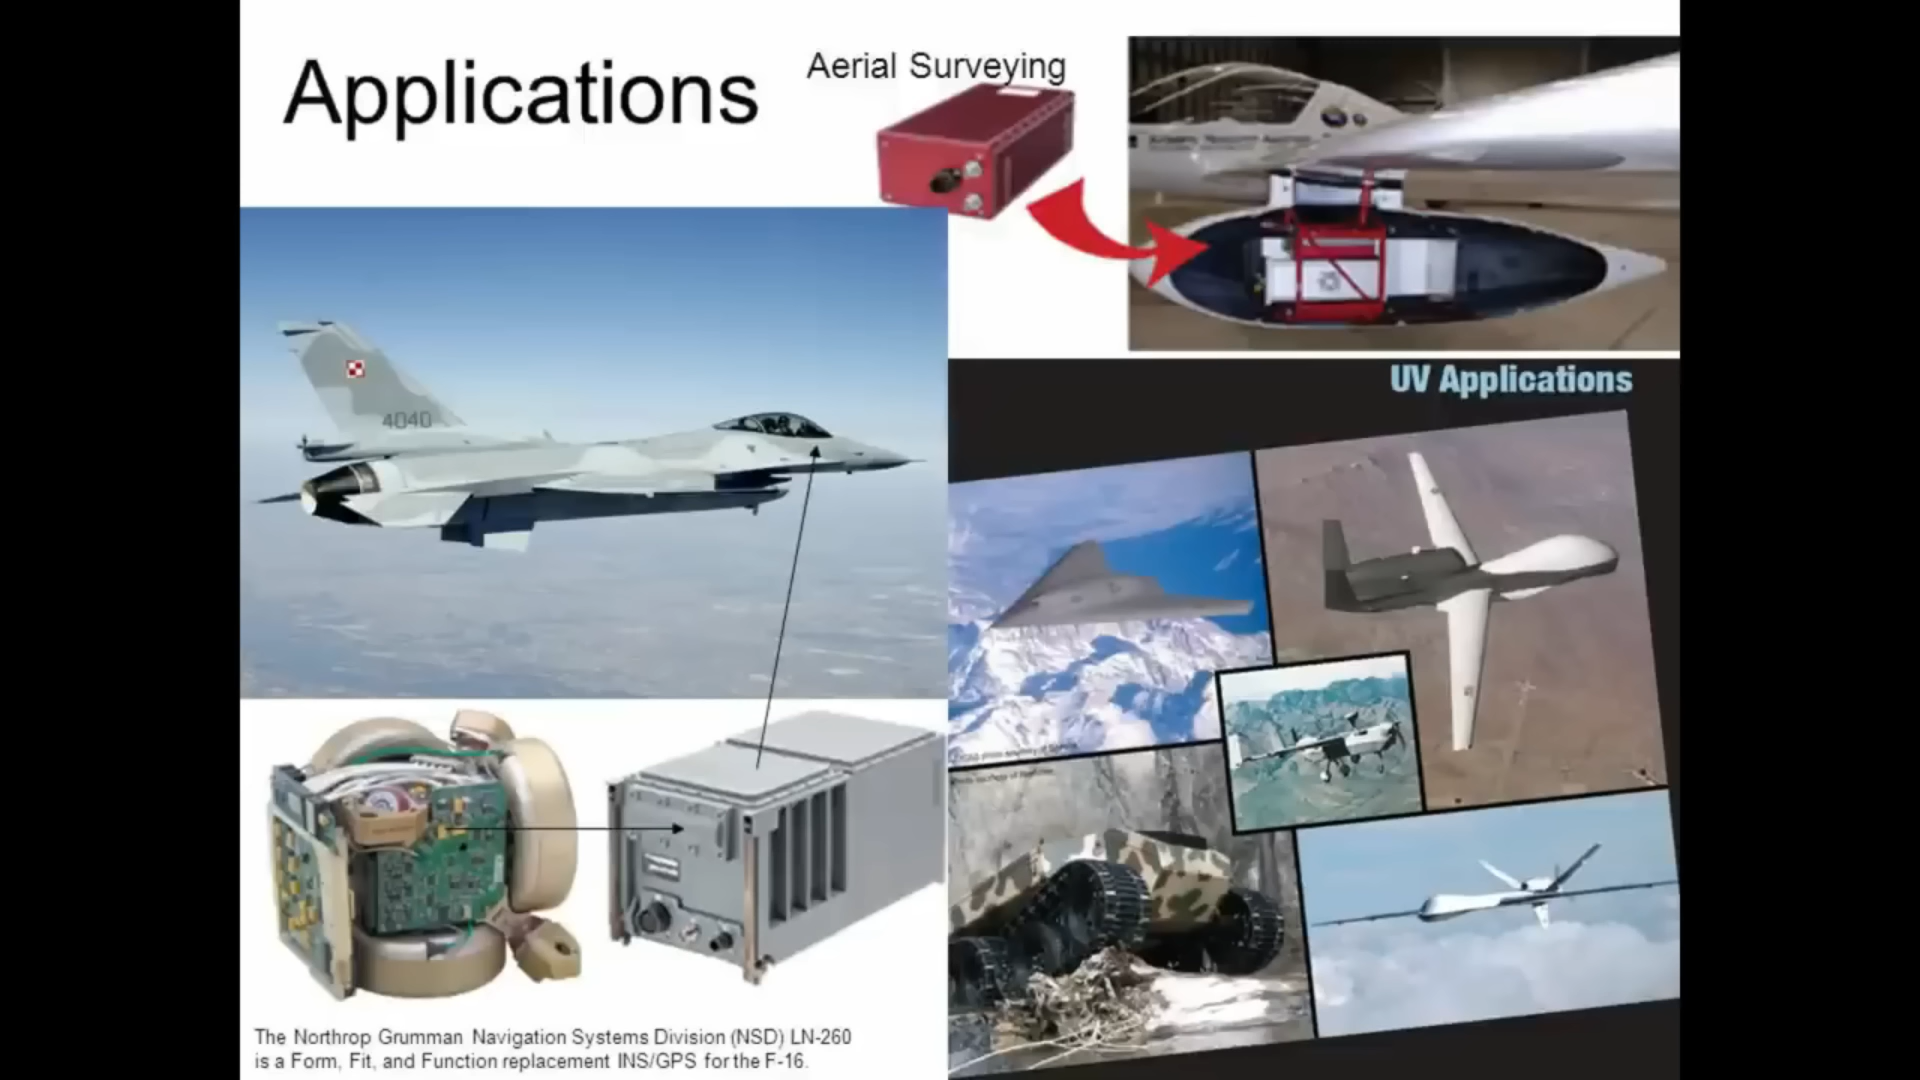 Applications
Aerial Surveying
4040
UV Applications
The Northrop Grumman Navigation Systems Division (NSD) LN-260
is a Form, Fit, and Function replacement INS/GPS for the F-16.